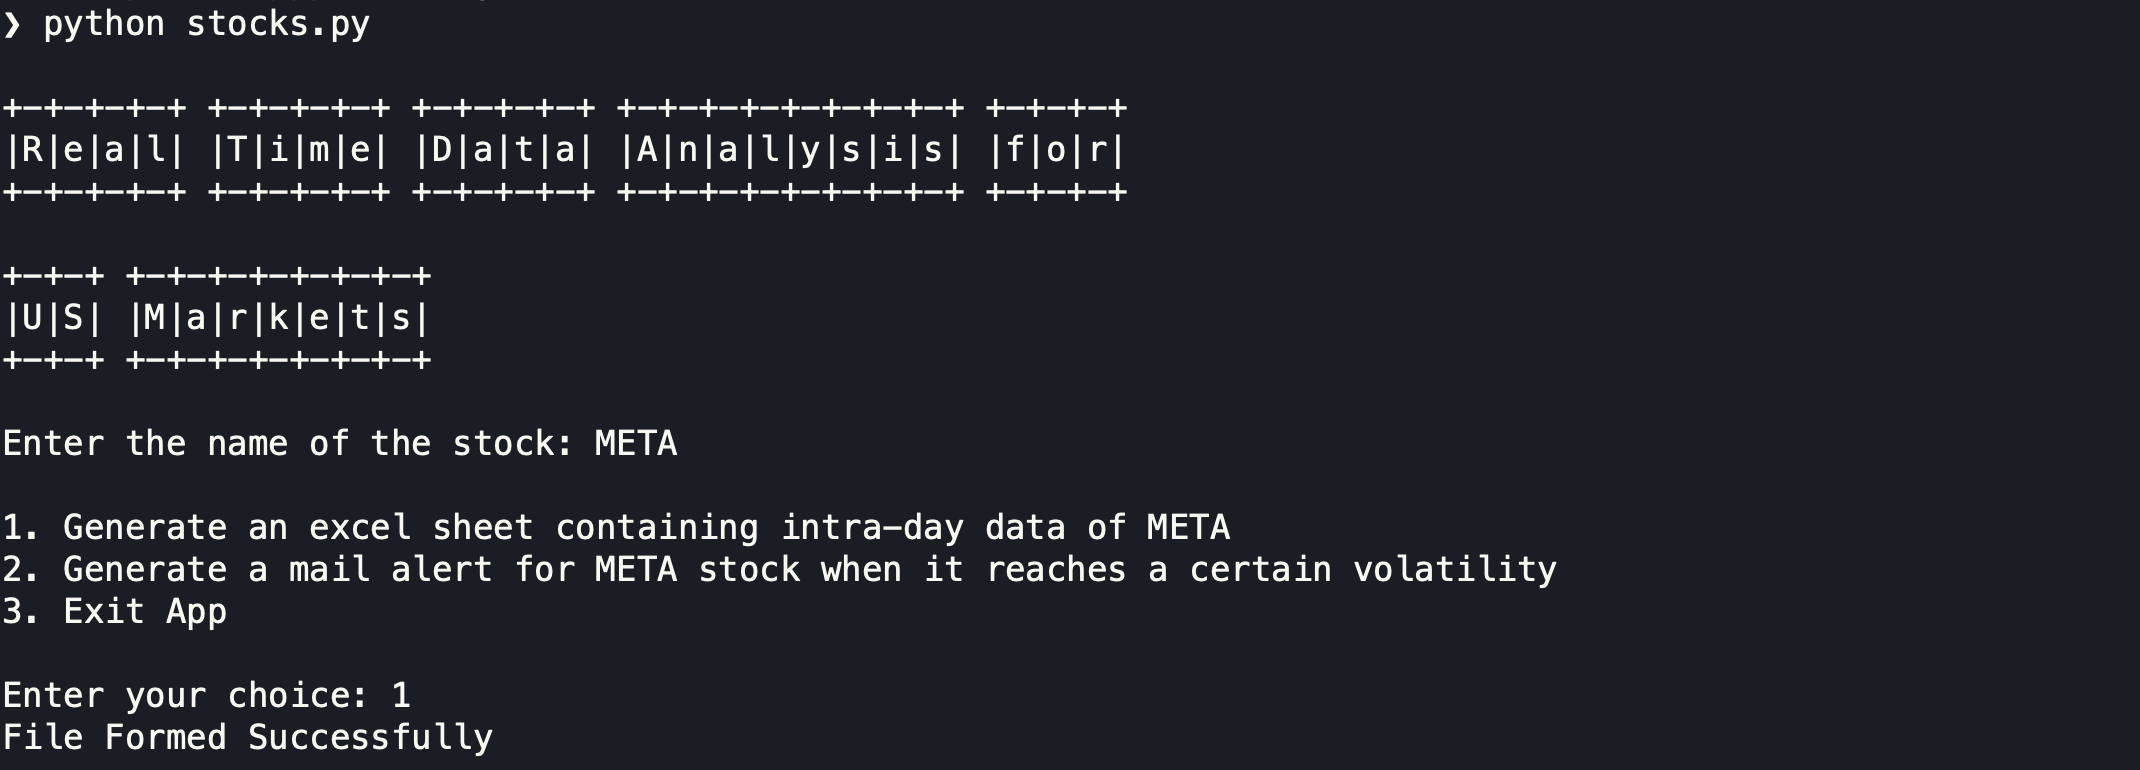 ❯ python stocks.py
+-+-+-+-+ +-+-+-+-+ +-+-+-+-+ +-+-+-+-+-+-+-+-+ +-+-+-+
|R|e|a|l| |T|i|m|e| |D|a|t|a| |A|n|a|l|y|s|i|s| |f|o|r|
+-+-+-+-+ +-+-+-+-+ +-+-+-+-+ +-+-+-+-+-+-+-+-+ +-+-+-+
+-+-+ +-+-+-+-+-+-+-+
|U|S| |M|a|r|k|e|t|s|
+-+-+ +-+-+-+-+-+-+-+
Enter the name of the stock: META
1. Generate an excel sheet containing intra-day data of META
2. Generate a mail alert for META stock when it reaches a certain volatility
3. Exit App
Enter your choice: 1
File Formed Successfully